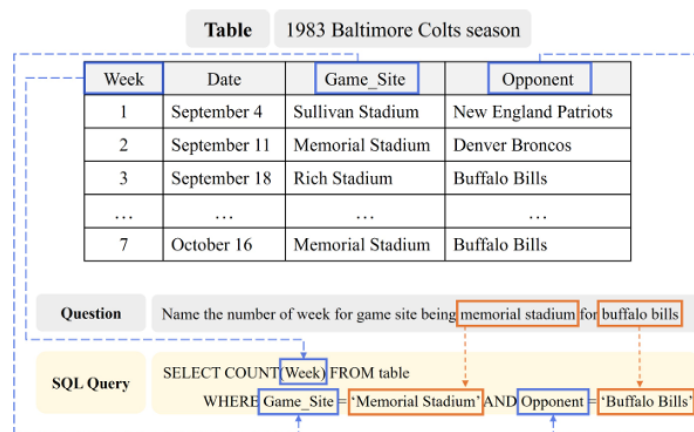 Table 1983 Baltimore Colts season
Week Date Game_Site Opponent
1 September 4 Sullivan Stadium New England Patriots
2 September 11 Memorial Stadium Denver Broncos
3 September 18 Rich Stadium Buffalo Bills
… … … …
7 October 16 Memorial Stadium Buffalo Bills
Question Name the number of week for game site being memorial stadium for buffalo bills
SQL Query
SELECT COUNT(Week) FROM table
WHERE Game_Site = ‘Memorial Stadium’ AND Opponent = ‘Buffalo Bills’